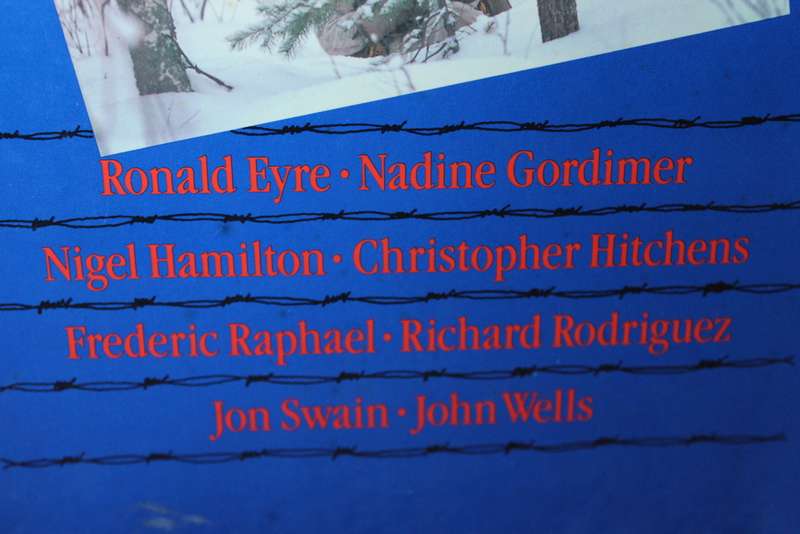 Ronald Eyre · Nadine Gordimer
Nigel Hamilton · Christopher Hitchens
Frederic Raphael · Richard Rodriguez
Jon Swain · John Wells